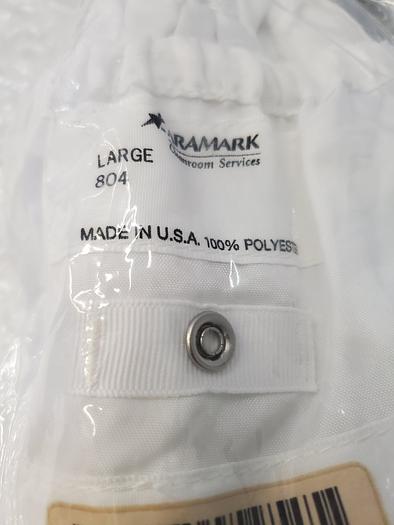 ARAMARK
Cleanroom Services
LARGE
804
MADE IN U.S.A. 100% POLYESTER